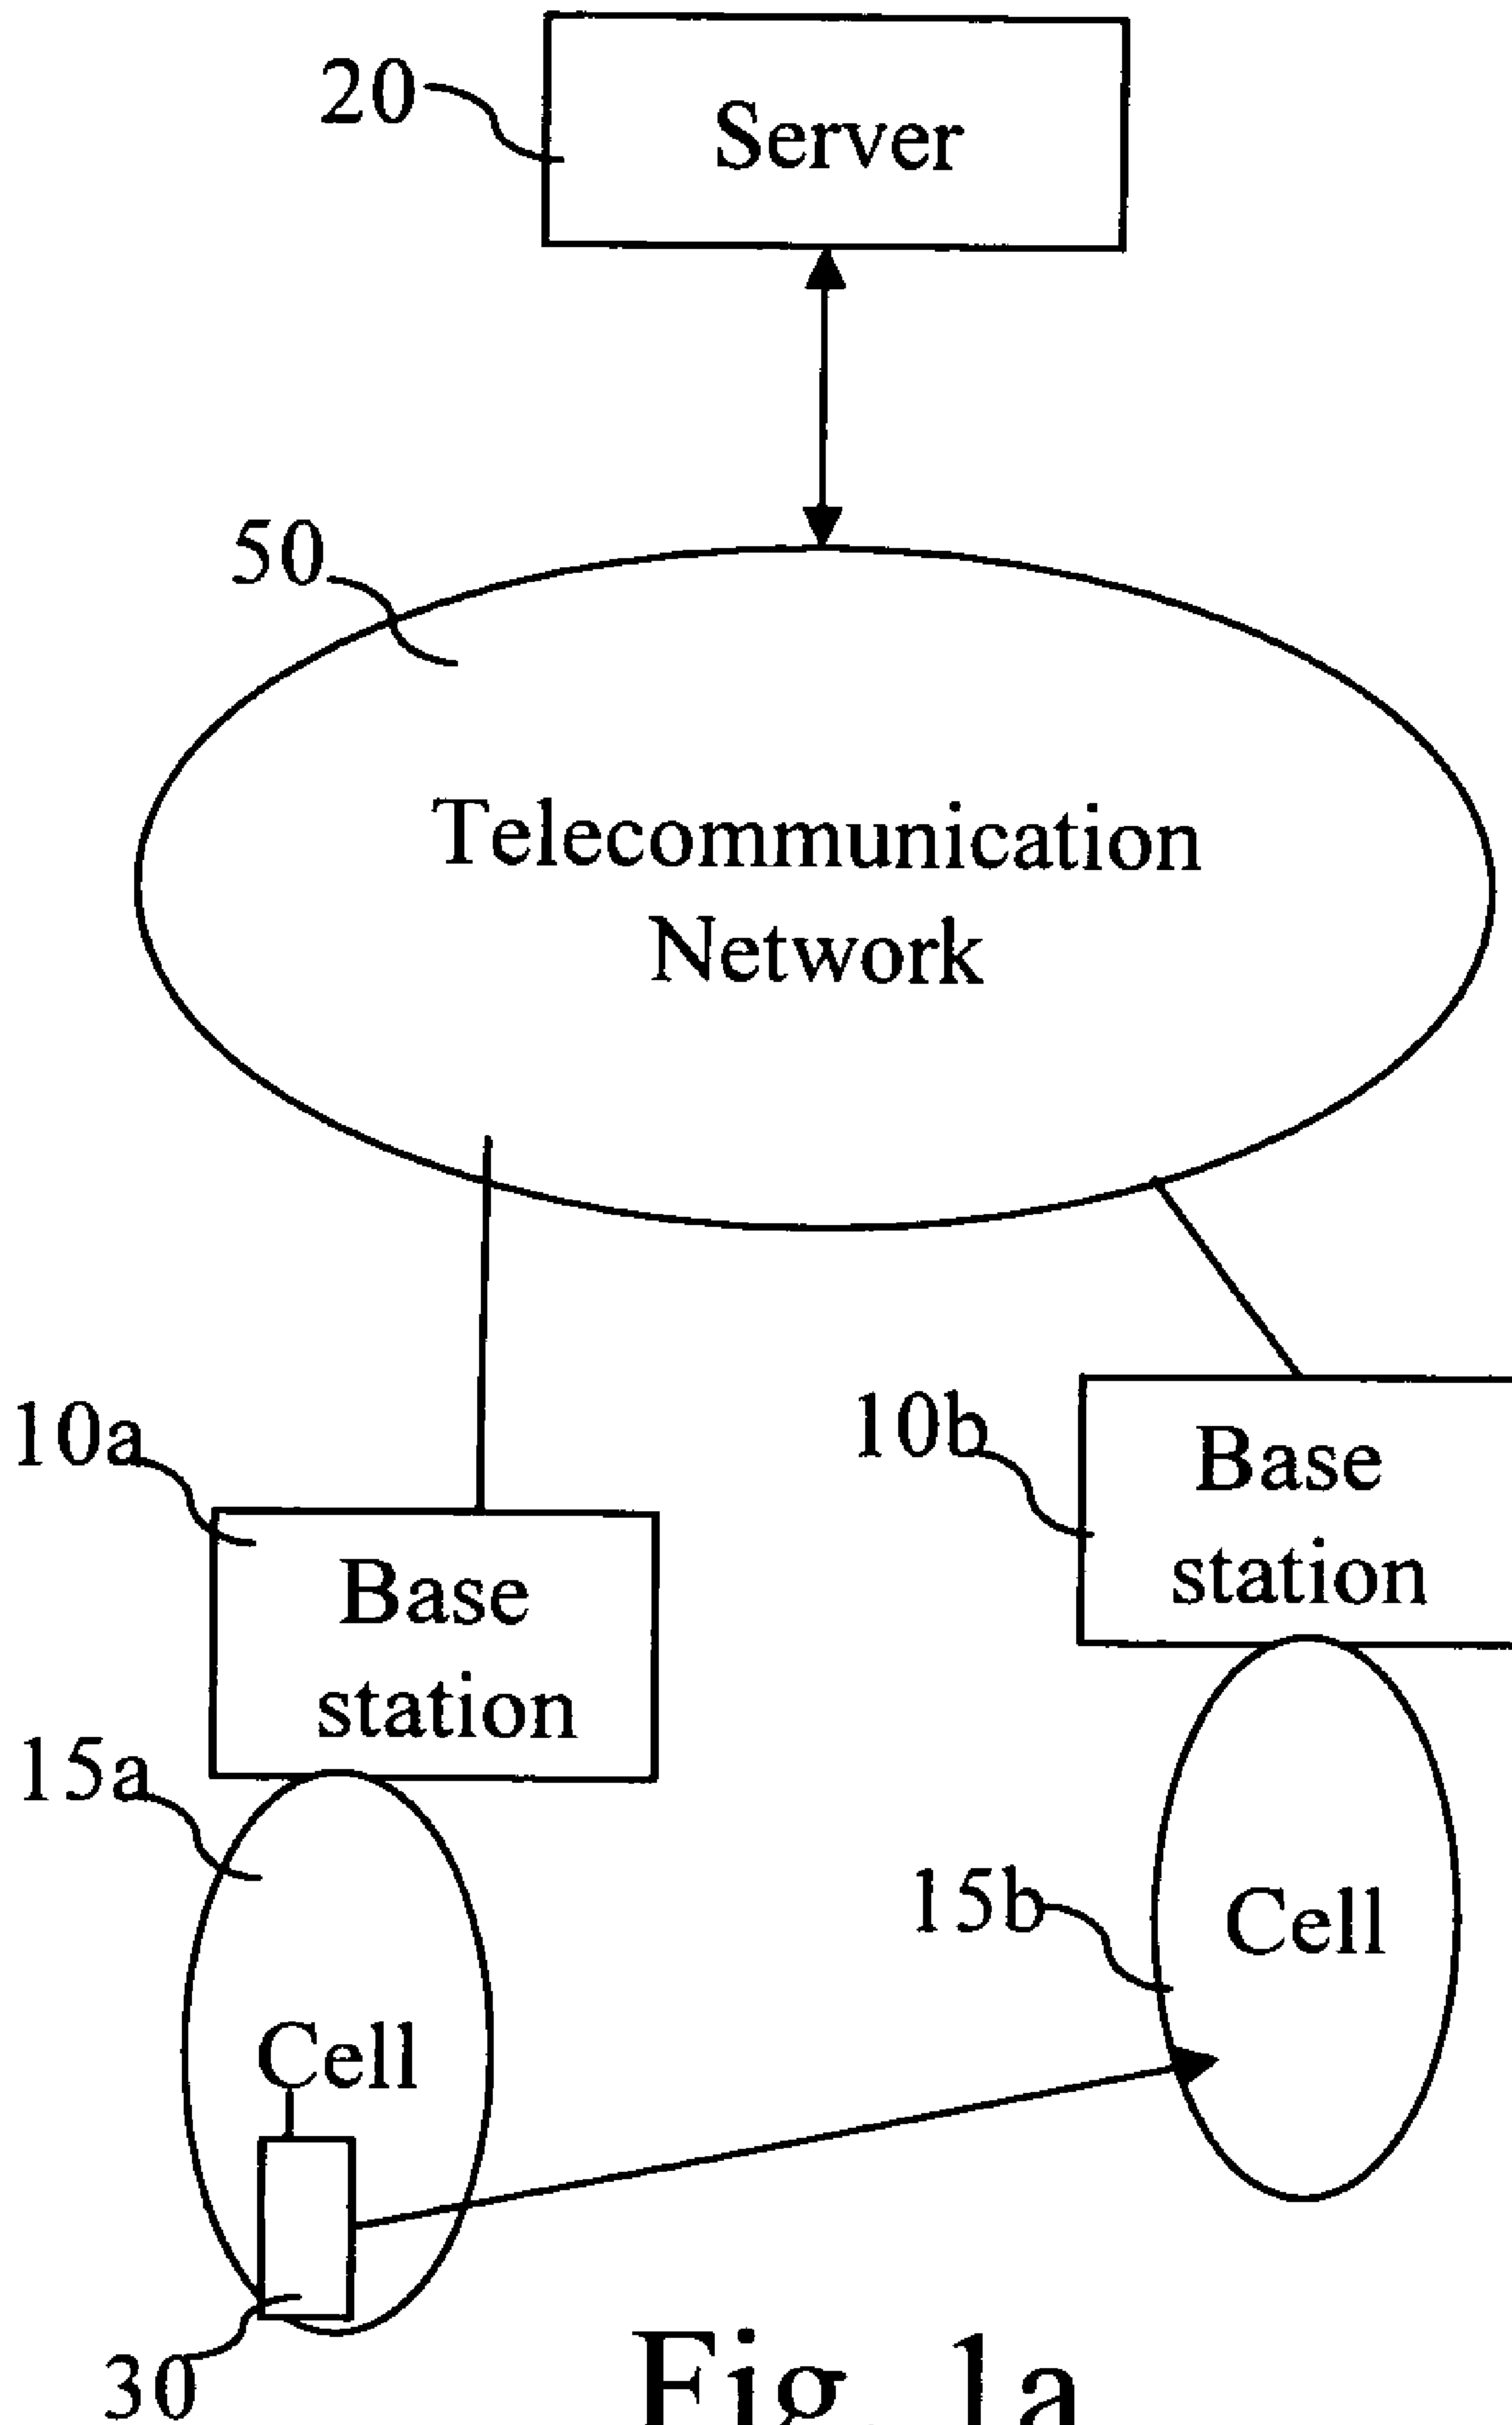 20
Server
50
Telecommunication
Network
10a
Base
station
10b
Base
station
15a
Cell
15b
Cell
30
Fig. 1a